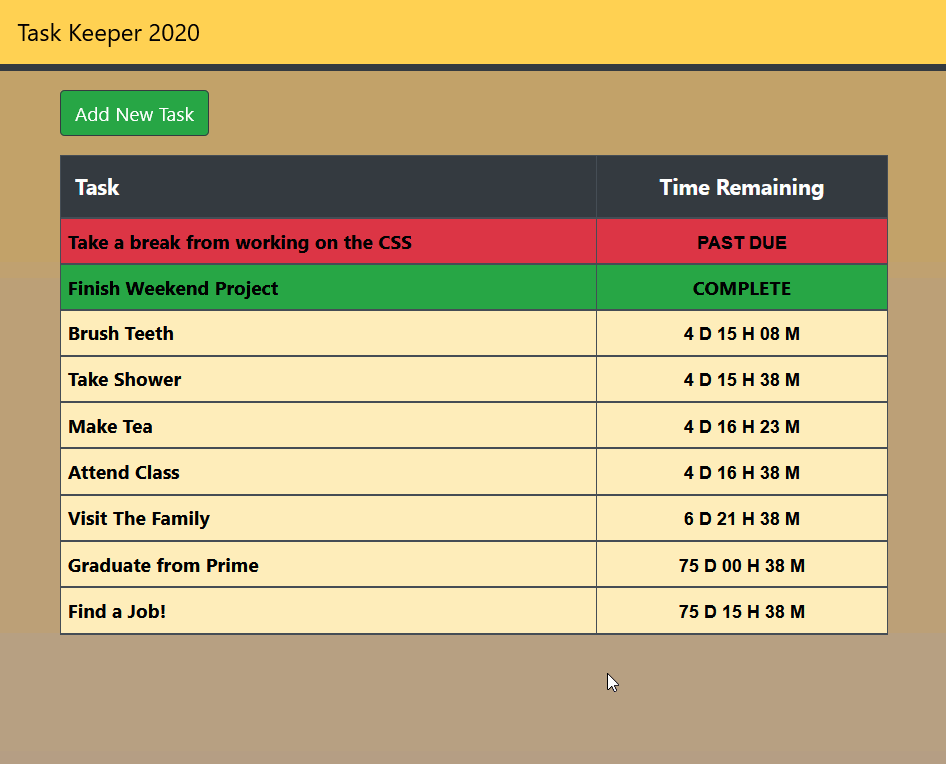 Task Keeper 2020
Add New Task
Task Time Remaining
Take a break from working on the CSS PAST DUE
Finish Weekend Project COMPLETE
Brush Teeth 4 D 15 H 08 M
Take Shower 4 D 15 H 38 M
Make Tea 4 D 16 H 23 M
Attend Class 4 D 16 H 38 M
Visit The Family 6 D 21 H 38 M
Graduate from Prime 75 D 00 H 38 M
Find a Job! 75 D 15 H 38 M